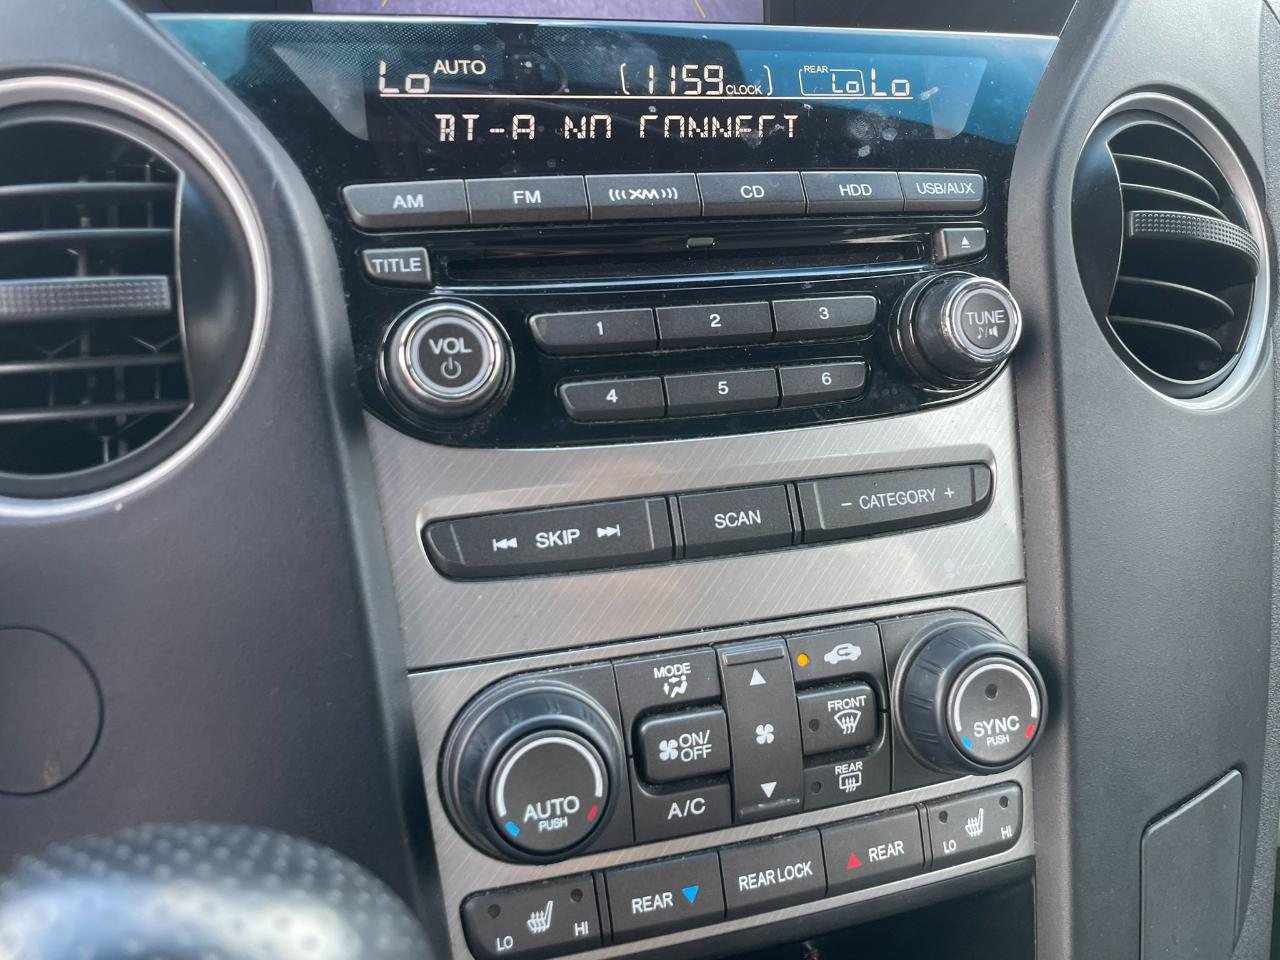 Lo AUTO (1159 CLOCK) REAR Lo Lo
BT-A NO CONNECT
AM FM (((XM))) CD HDD USB/AUX
TITLE
VOL 1 2 3 TUNE
4 5 6
SKIP SCAN - CATEGORY +
MODE
FRONT
ON/OFF
SYNC
PUSH
REAR
AUTO
PUSH
A/C
LO HI REAR REAR LOCK REAR LO HI